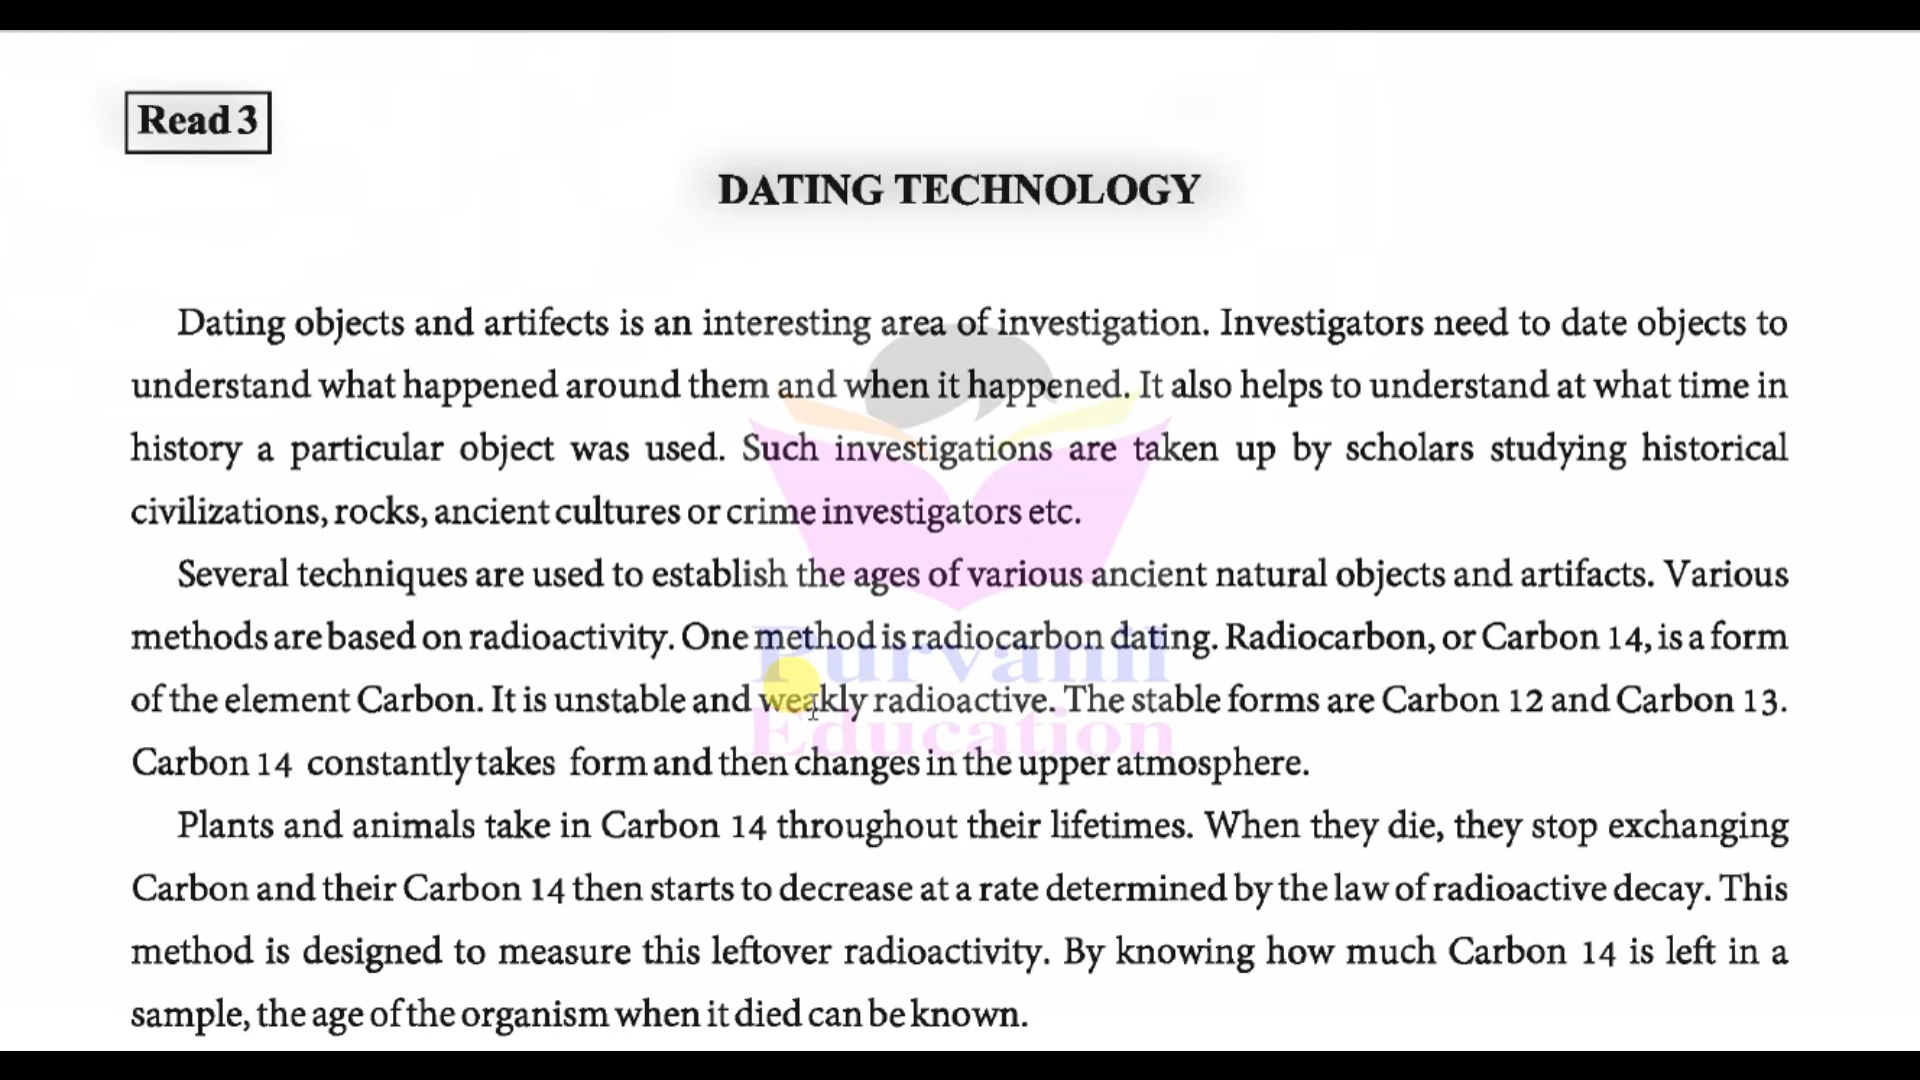 Read 3
DATING TECHNOLOGY
Dating objects and artifects is an interesting area of investigation. Investigators need to date objects to
understand what happened around them and when it happened. It also helps to understand at what time in
history a particular object was used. Such investigations are taken up by scholars studying historical
civilizations, rocks, ancient cultures or crime investigators etc.
Several techniques are used to establish the ages of various ancient natural objects and artifacts. Various
methods are based on radioactivity. One method is radiocarbon dating. Radiocarbon, or Carbon 14, is a form
of the element Carbon. It is unstable and weakly radioactive. The stable forms are Carbon 12 and Carbon 13.
Carbon 14 constantly takes form and then changes in the upper atmosphere.
Plants and animals take in Carbon 14 throughout their lifetimes. When they die, they stop exchanging
Carbon and their Carbon 14 then starts to decrease at a rate determined by the law of radioactive decay. This
method is designed to measure this leftover radioactivity. By knowing how much Carbon 14 is left in a
sample, the age of the organism when it died can be known.
Purvanil
Education